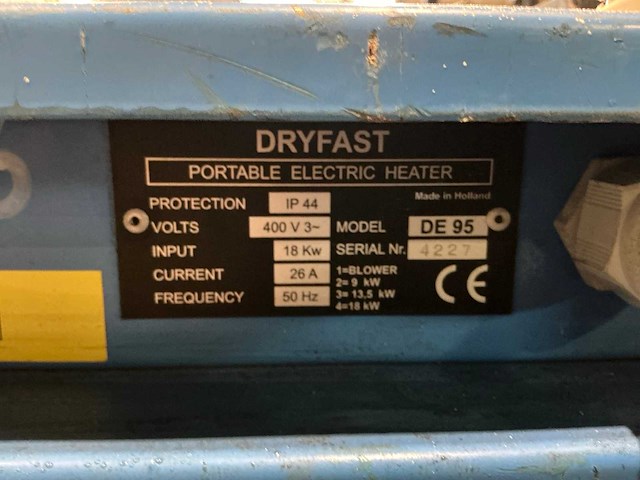 DRYFAST
PORTABLE ELECTRIC HEATER
Made in Holland
PROTECTION IP 44
VOLTS 400 V 3~ MODEL DE 95
INPUT 18 Kw SERIAL Nr. 4227
CURRENT 26 A 1=BLOWER
2= 9 kW
FREQUENCY 50 Hz 3= 13,5 kW
4=18 kW
CE